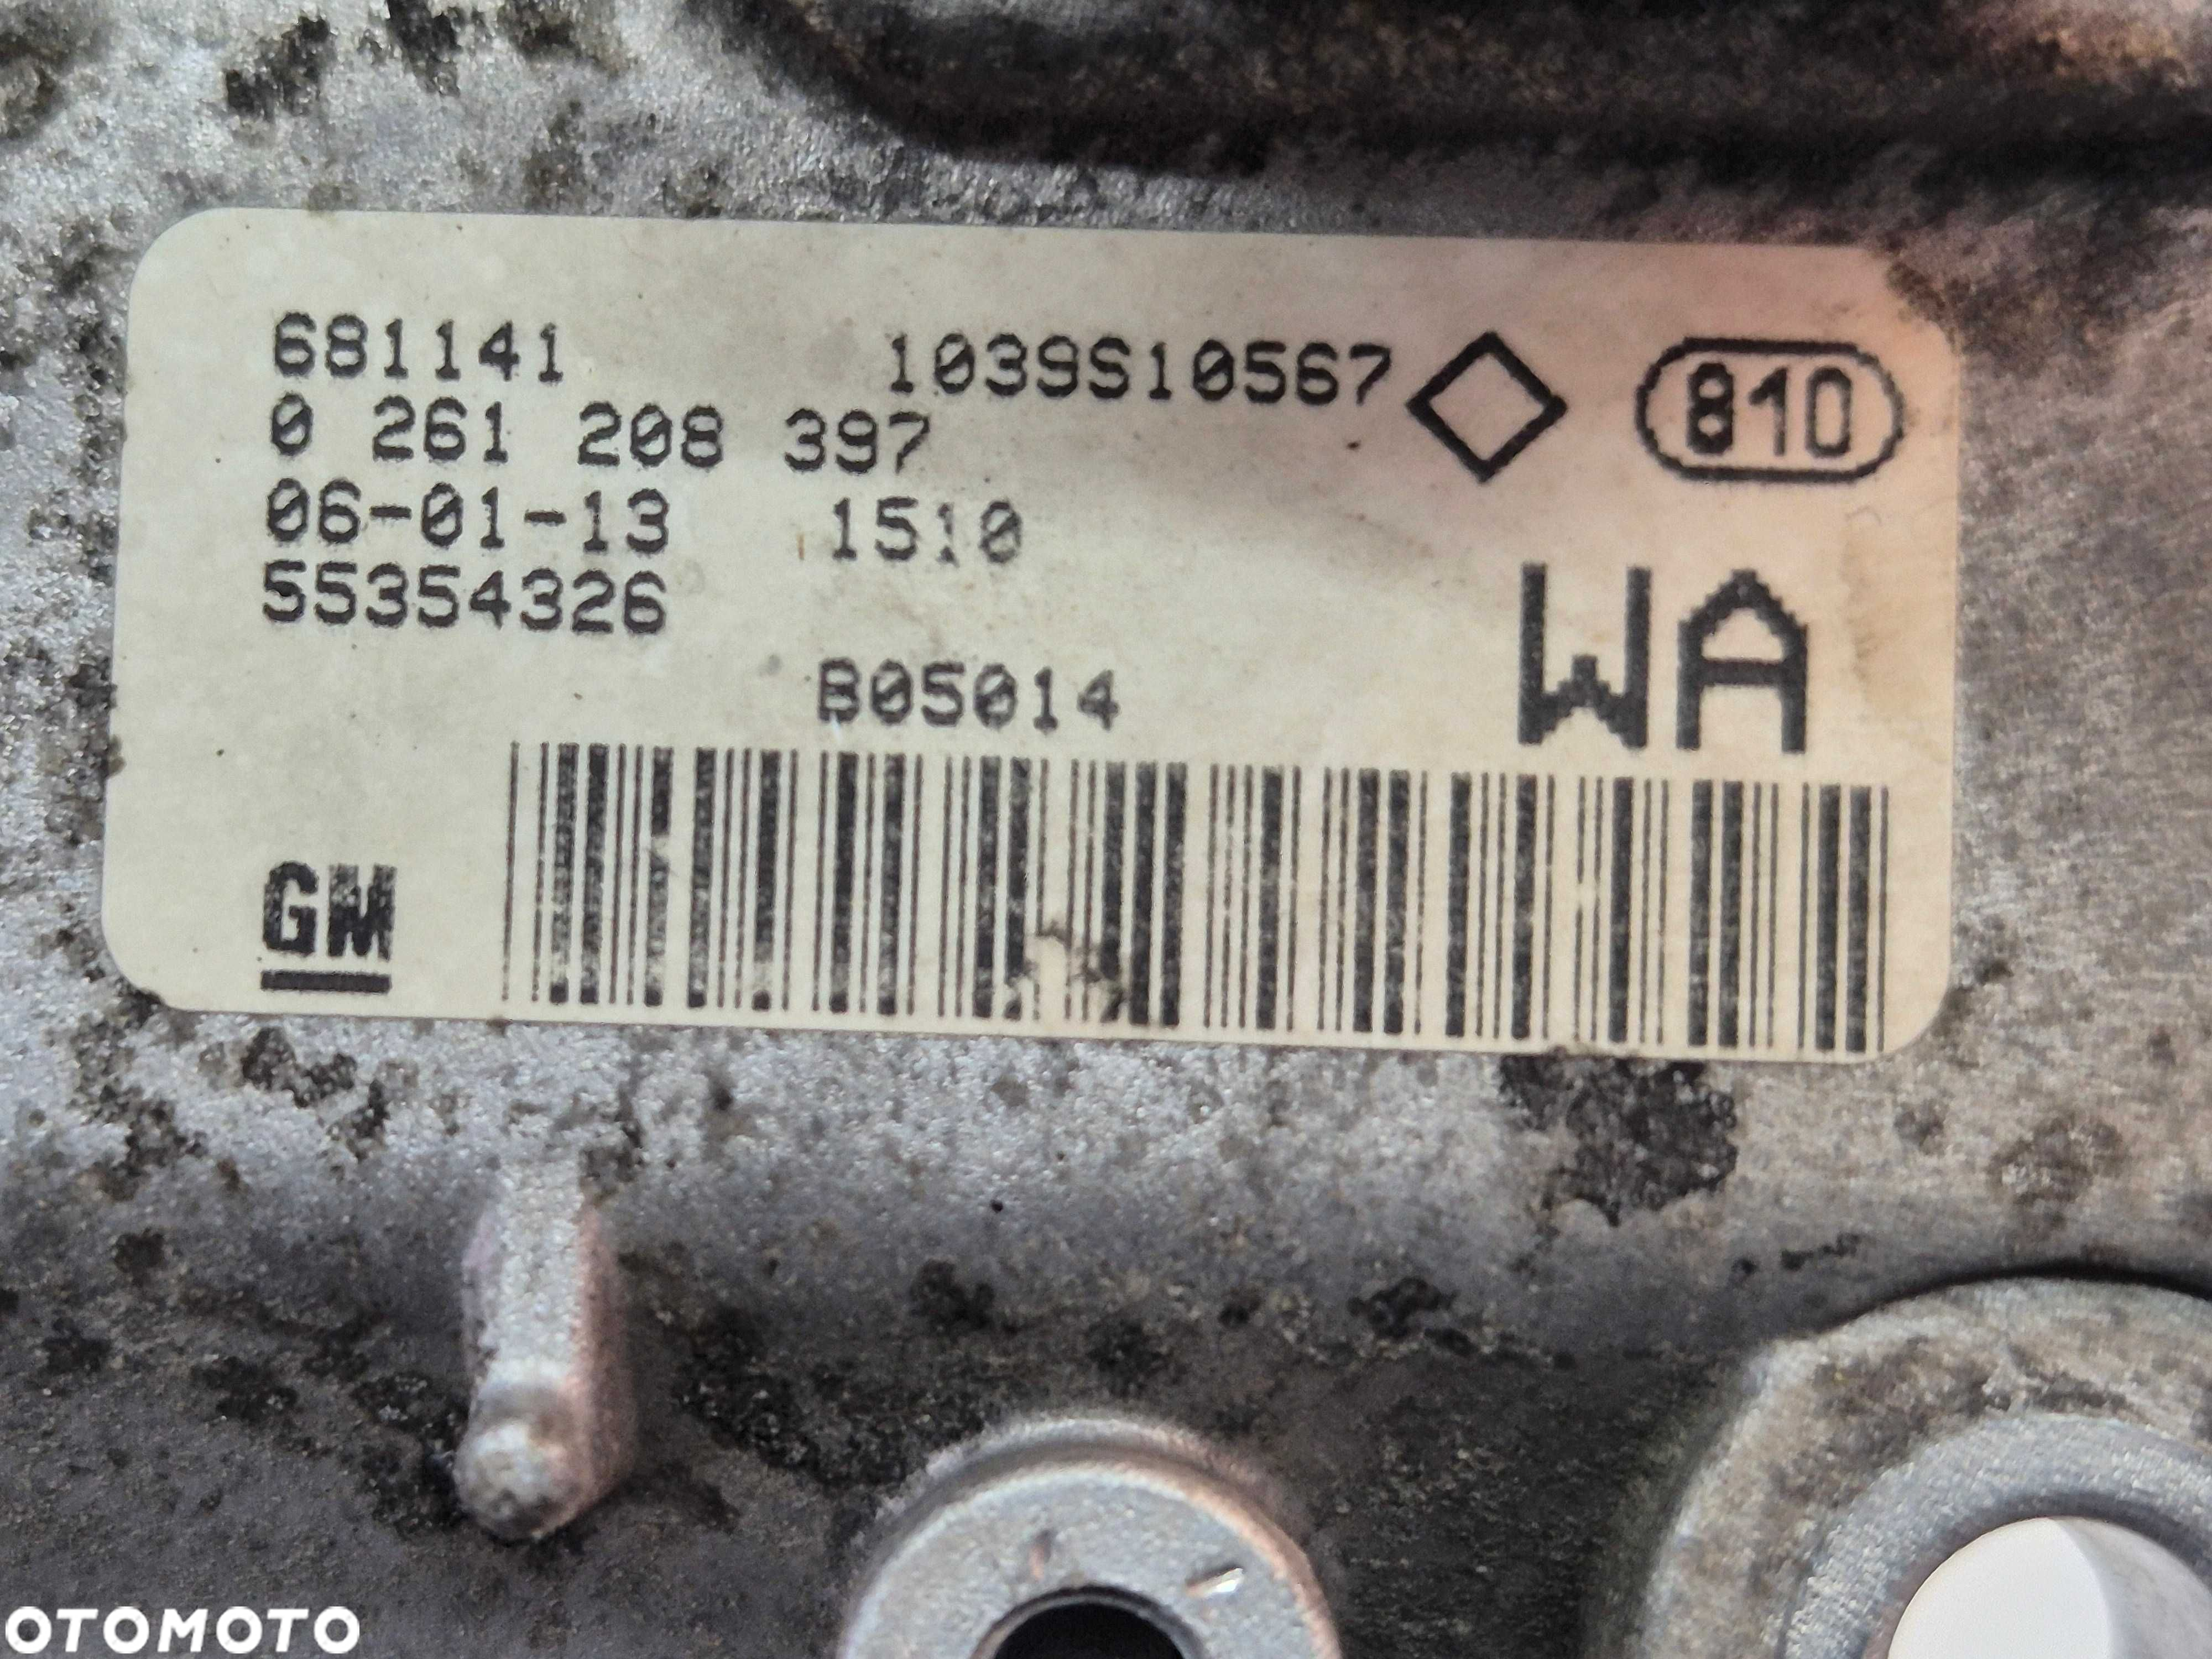 681141 1039S10567 810
0 261 208 397
06-01-13 1510
55354326
WA
B05014
GM
OTOMOTO